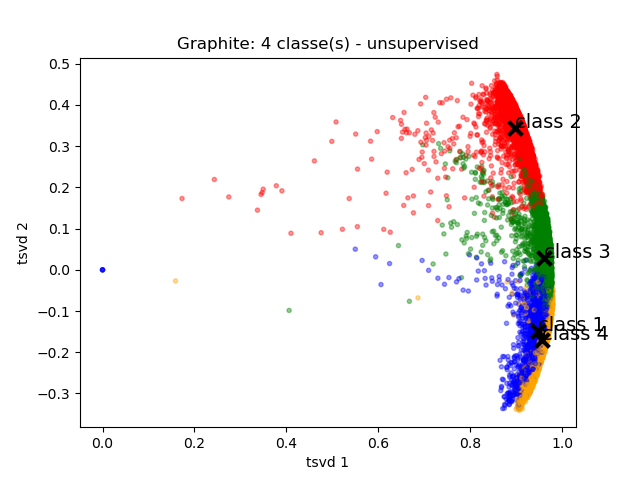 Graphite: 4 classe(s) - unsupervised
0.5
0.4
0.3
0.2
0.1
0.0
−0.1
−0.2
−0.3
tsvd 2
class 2
class 3
class 1
class 4
0.0 0.2 0.4 0.6 0.8 1.0
tsvd 1